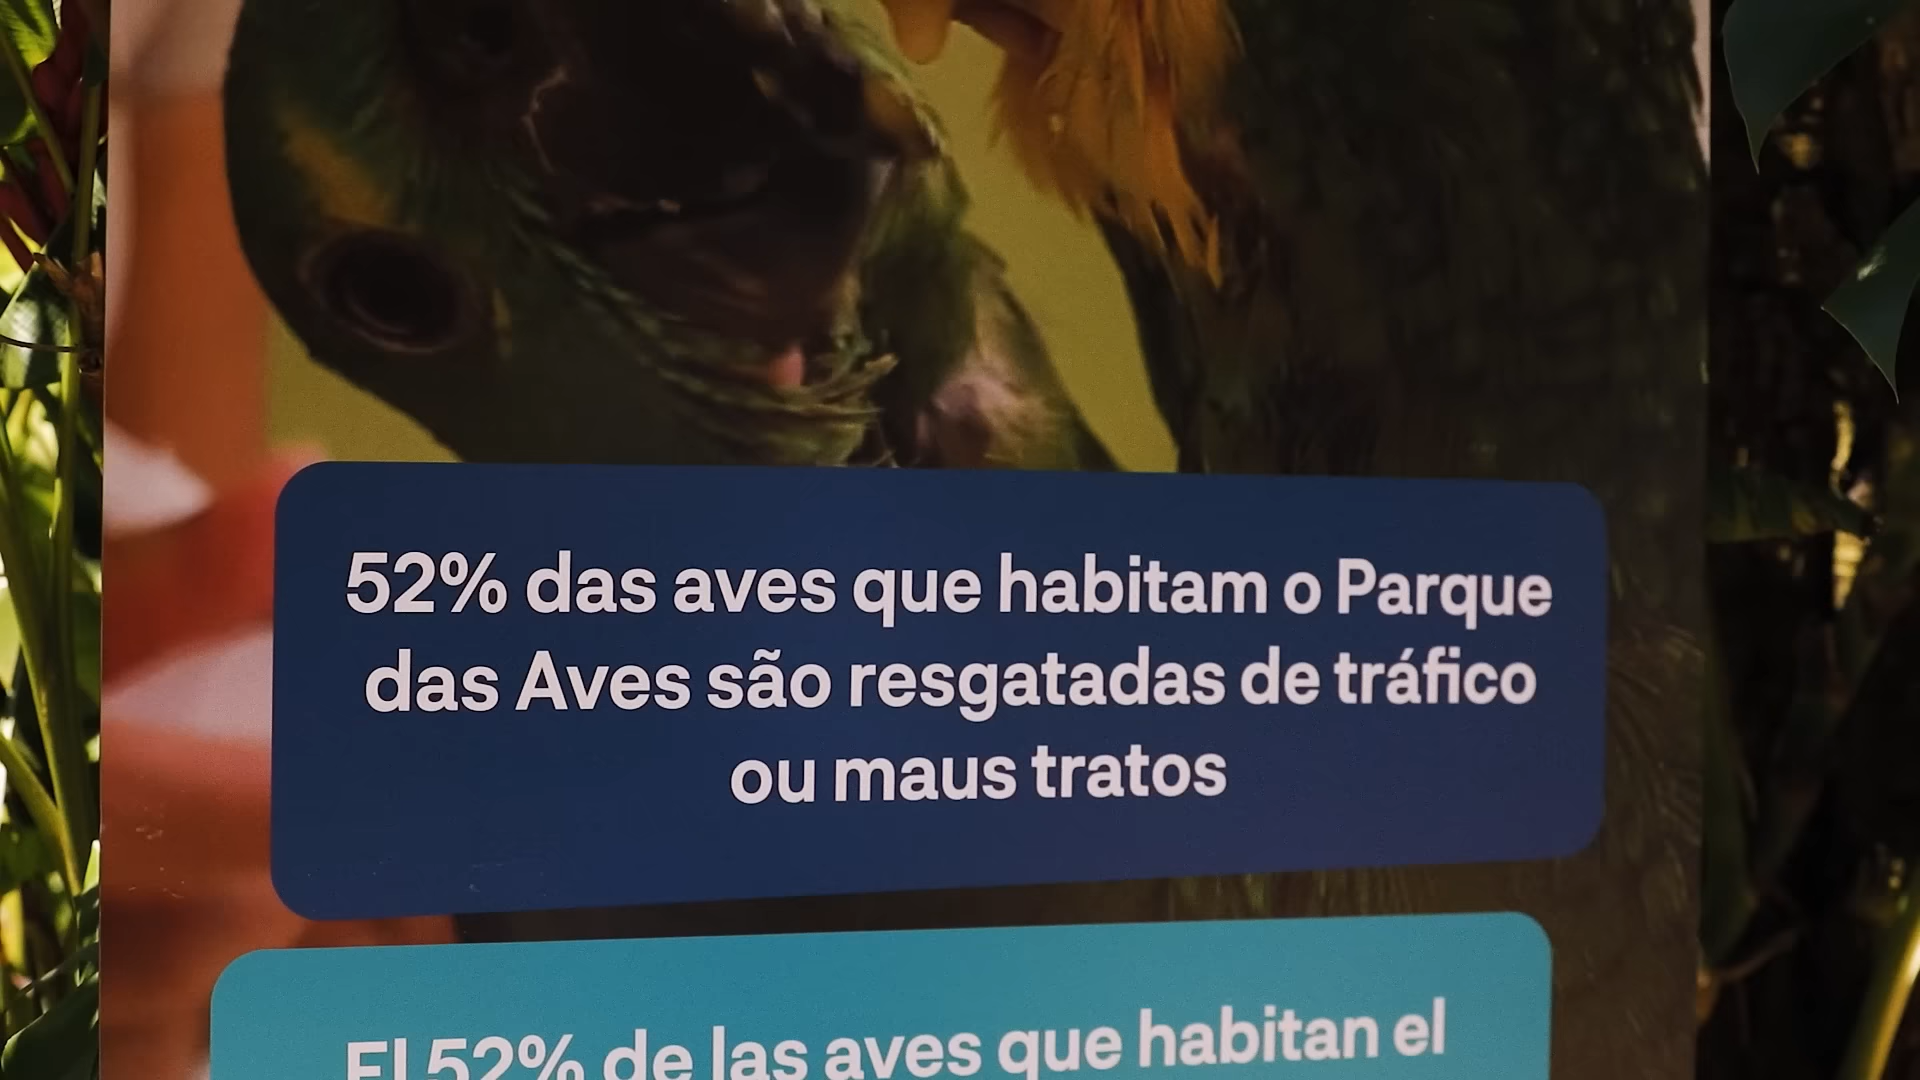 52% das aves que habitam o Parque
das Aves são resgatadas de tráfico
ou maus tratos
El 52% de las aves que habitan el